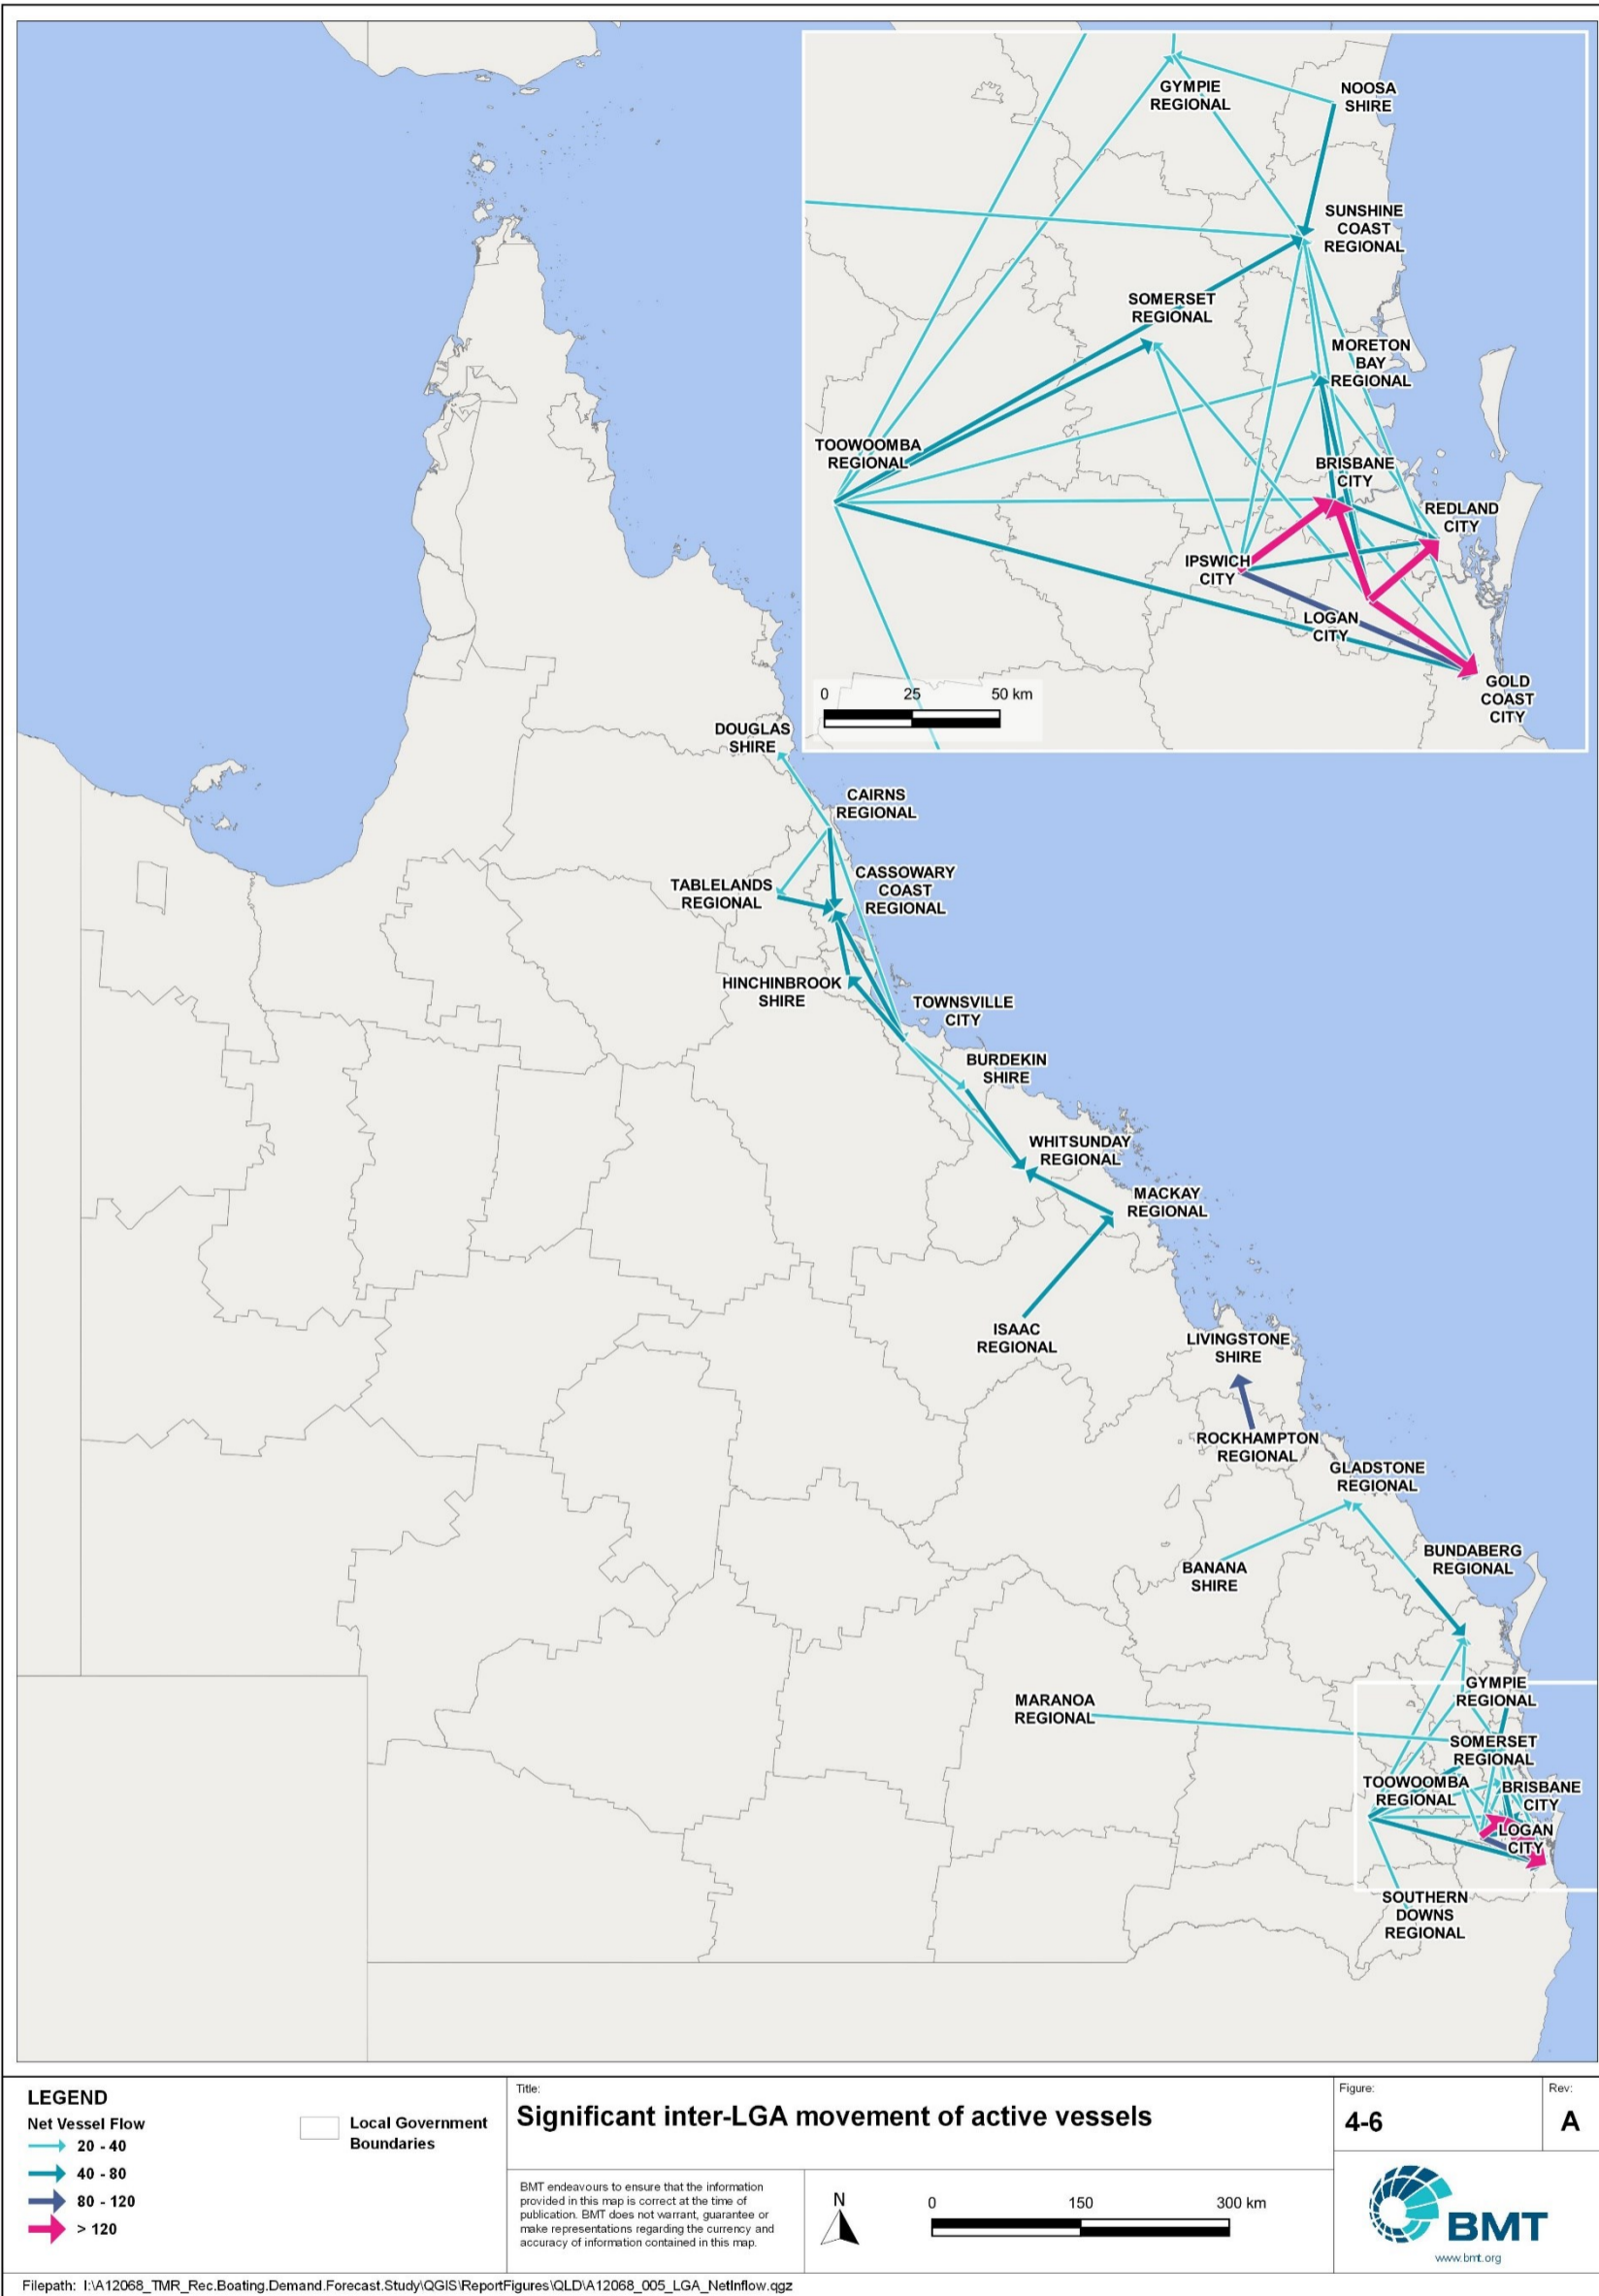 GYMPIE
REGIONAL
NOOSA
SHIRE
SUNSHINE
COAST
REGIONAL
SOMERSET
REGIONAL
MORETON
BAY
REGIONAL
TOOWOOMBA
REGIONAL
BRISBANE
CITY
REDLAND
CITY
IPSWICH
CITY
LOGAN
CITY
GOLD
COAST
CITY
0 25 50 km
DOUGLAS
SHIRE
CAIRNS
REGIONAL
TABLELANDS
REGIONAL
CASSOWARY
COAST
REGIONAL
HINCHINBROOK
SHIRE
TOWNSVILLE
CITY
BURDEKIN
SHIRE
WHITSUNDAY
REGIONAL
MACKAY
REGIONAL
ISAAC
REGIONAL
LIVINGSTONE
SHIRE
ROCKHAMPTON
REGIONAL
GLADSTONE
REGIONAL
BANANA
SHIRE
BUNDABERG
REGIONAL
MARANOA
REGIONAL
GYMPIE
REGIONAL
SOMERSET
REGIONAL
TOOWOOMBA
REGIONAL
BRISBANE
CITY
LOGAN
CITY
SOUTHERN
DOWNS
REGIONAL
LEGEND
Net Vessel Flow
20 - 40
40 - 80
80 - 120
> 120
Local Government
Boundaries
Title:
Significant inter-LGA movement of active vessels
BMT endeavours to ensure that the information
provided in this map is correct at the time of
publication. BMT does not warrant, guarantee or
make representations regarding the currency and
accuracy of information contained in this map.
N
0 150 300 km
Figure:
4-6
Rev:
A
BMT
www.bmt.org
Filepath: I:\A12068_TMR_Rec.Boating.Demand.Forecast.Study\QGIS\ReportFigures\QLD\A12068_005_LGA_NetInflow.qgz